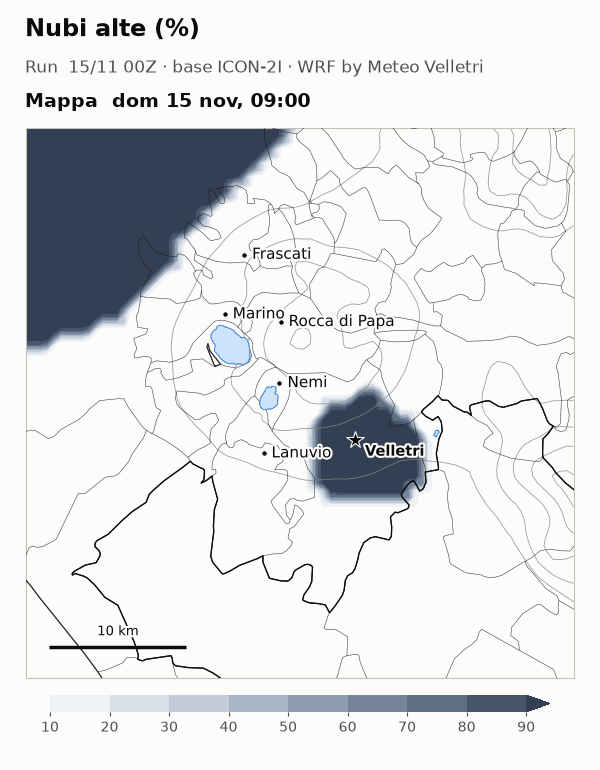 Nubi alte (%)
Run  15/11 00Z · base ICON-2I · WRF by Meteo Velletri
Mappa  dom 15 nov, 09:00
Frascati
Marino
Rocca di Papa
Nemi
Velletri
Lanuvio
10 km
10 20 30 40 50 60 70 80 90